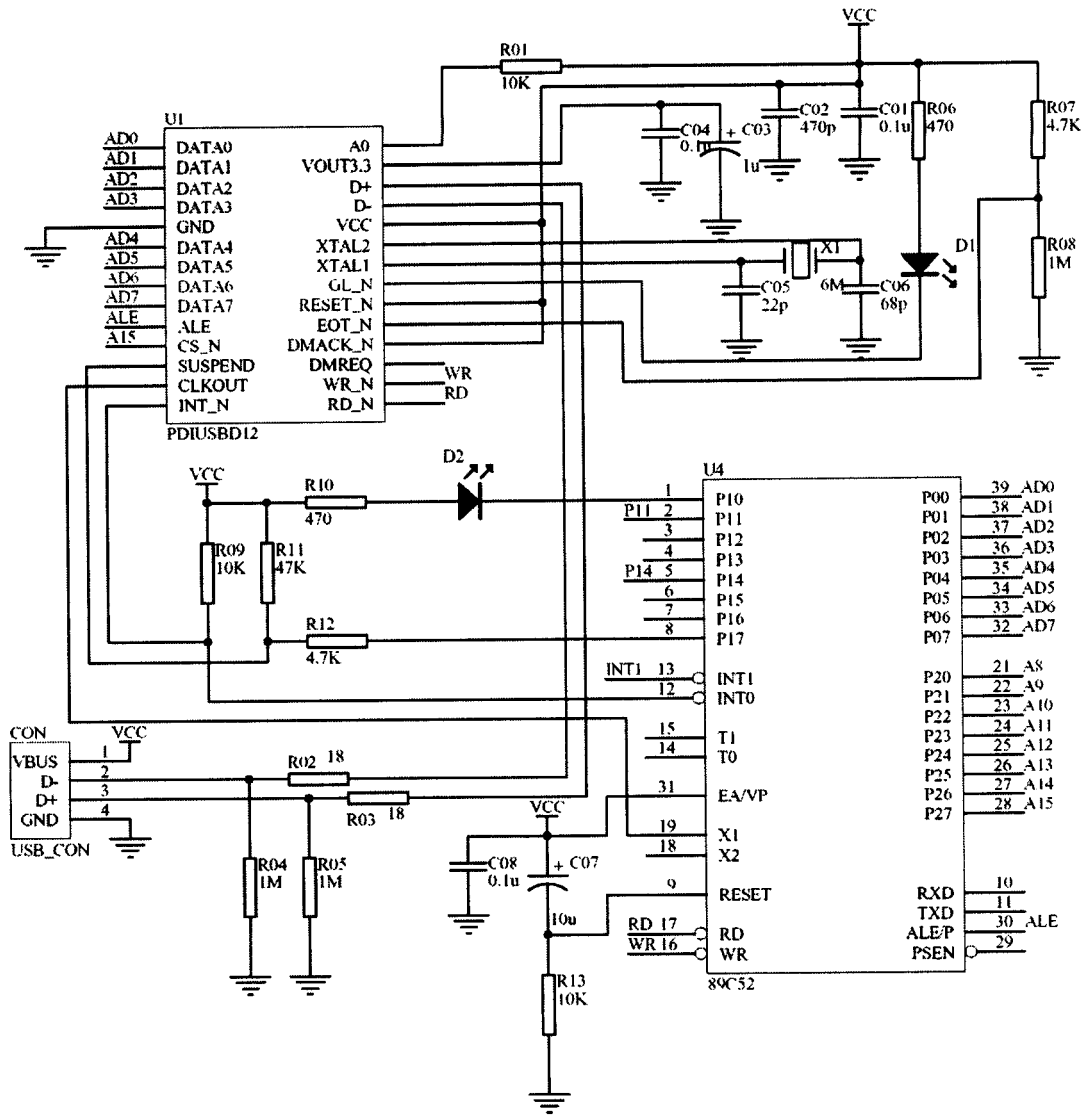 VCC
R01
10K
C02
470p
C01
0.1u
R06
470
R07
4.7K
C04
0.1u
+ C03
1u
U1
AD0
DATA0
A0
AD1
DATA1
VOUT3.3
AD2
DATA2
D+
AD3
DATA3
D-
GND
VCC
AD4
DATA4
XTAL2
AD5
DATA5
XTAL1
AD6
DATA6
GL_N
AD7
DATA7
RESET_N
ALE
ALE
EOT_N
A15
CS_N
DMACK_N
SUSPEND
DMREQ
CLKOUT
WR_N
WR
INT_N
RD_N
RD
PDIUSBD12
X1
6M
C05
22p
C06
68p
D1
R08
1M
VCC
R10
470
D2
R09
10K
R11
47K
R12
4.7K
U4
1
P10
P11
2
P11
3
P12
4
P13
P14
5
P14
6
P15
7
P16
8
P17
INT1
13
INT1
12
INT0
15
T1
14
T0
31
EA/VP
19
X1
18
X2
9
RESET
RD
17
RD
WR
16
WR
P00
39
AD0
P01
38
AD1
P02
37
AD2
P03
36
AD3
P04
35
AD4
P05
34
AD5
P06
33
AD6
P07
32
AD7
P20
21
A8
P21
22
A9
P22
23
A10
P23
24
A11
P24
25
A12
P25
26
A13
P26
27
A14
P27
28
A15
RXD
10
TXD
11
ALE/P
30
ALE
PSEN
29
89C52
CON
VCC
VBUS
1
D-
2
D+
3
GND
4
USB_CON
R02
18
R03
18
R04
1M
R05
1M
VCC
C08
0.1u
+ C07
10u
R13
10K